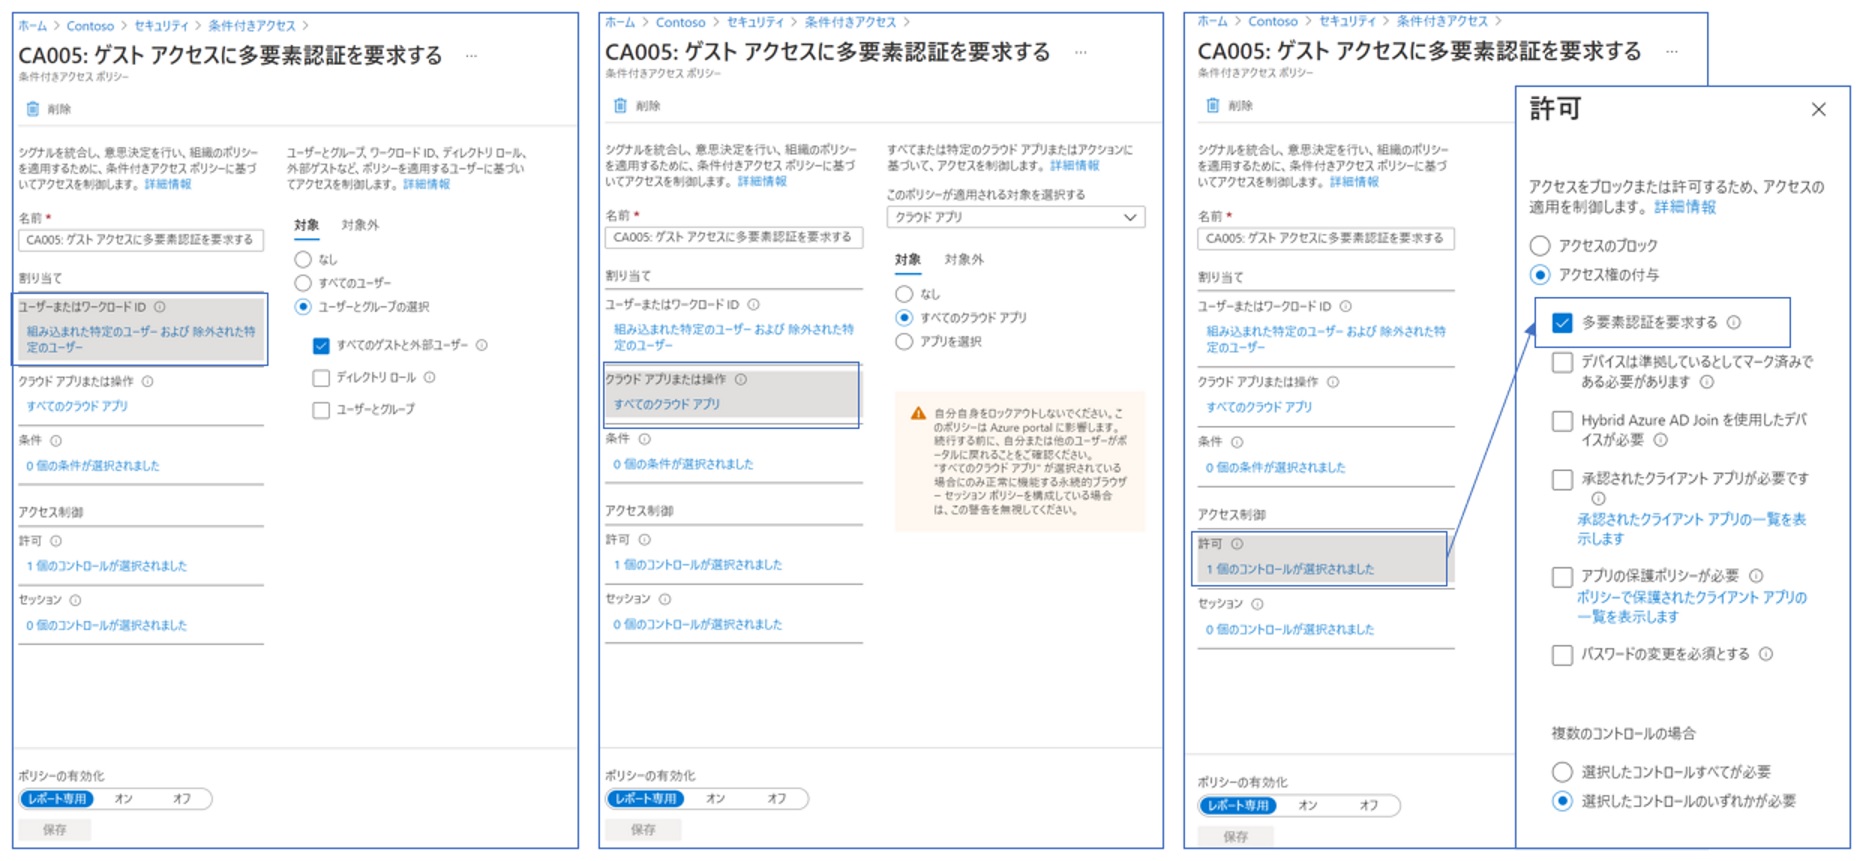 ホーム > Contoso > セキュリティ > 条件付きアクセス >
CA005: ゲスト アクセスに多要素認証を要求する …
条件付きアクセス ポリシー
削除
シグナルを統合し、意思決定を行い、組織のポリシー
を適用するために、条件付きアクセス ポリシーに基づ
いてアクセスを制御します。 詳細情報
名前 *
CA005: ゲスト アクセスに多要素認証を要求する
割り当て
ユーザーまたはワークロード ID
組み込まれた特定のユーザー および 除外された特
定のユーザー
クラウド アプリまたは操作
すべてのクラウド アプリ
条件
0 個の条件が選択されました
アクセス制御
許可
1 個のコントロールが選択されました
セッション
0 個のコントロールが選択されました
ユーザーとグループ、ワークロード ID、ディレクトリ ロール、
外部ゲストなど、ポリシーを適用するユーザーに基づい
てアクセスを制御します。 詳細情報
対象 対象外
なし
すべてのユーザー
ユーザーとグループの選択
すべてのゲストと外部ユーザー
ディレクトリ ロール
ユーザーとグループ
ポリシーの有効化
レポート専用 オン オフ
保存
ホーム > Contoso > セキュリティ > 条件付きアクセス >
CA005: ゲスト アクセスに多要素認証を要求する …
条件付きアクセス ポリシー
削除
シグナルを統合し、意思決定を行い、組織のポリシー
を適用するために、条件付きアクセス ポリシーに基づ
いてアクセスを制御します。 詳細情報
名前 *
CA005: ゲスト アクセスに多要素認証を要求する
割り当て
ユーザーまたはワークロード ID
組み込まれた特定のユーザー および 除外された特
定のユーザー
クラウド アプリまたは操作
すべてのクラウド アプリ
条件
0 個の条件が選択されました
アクセス制御
許可
1 個のコントロールが選択されました
セッション
0 個のコントロールが選択されました
すべてまたは特定のクラウド アプリまたはアクションに
基づいて、アクセスを制御します。 詳細情報
このポリシーが適用される対象を選択する
クラウド アプリ
対象 対象外
なし
すべてのクラウド アプリ
アプリを選択
自分自身をロックアウトしないでください。こ
のポリシーは Azure portal に影響します。
続行する前に、自分または他のユーザーがポ
ータルに戻れることをご確認ください。
"すべてのクラウド アプリ" が選択されている
場合にのみ正常に機能する永続的ブラウザ
ー セッション ポリシーを構成している場合
は、この警告を無視してください。
ポリシーの有効化
レポート専用 オン オフ
保存
ホーム > Contoso > セキュリティ > 条件付きアクセス >
CA005: ゲスト アクセスに多要素認証を要求する …
条件付きアクセス ポリシー
削除
シグナルを統合し、意思決定を行い、組織のポリシー
を適用するために、条件付きアクセス ポリシーに基づ
いてアクセスを制御します。 詳細情報
名前 *
CA005: ゲスト アクセスに多要素認証を要求する
割り当て
ユーザーまたはワークロード ID
組み込まれた特定のユーザー および 除外された特
定のユーザー
クラウド アプリまたは操作
すべてのクラウド アプリ
条件
0 個の条件が選択されました
アクセス制御
許可
1 個のコントロールが選択されました
セッション
0 個のコントロールが選択されました
ポリシーの有効化
レポート専用 オン オフ
保存
許可
アクセスをブロックまたは許可するため、アクセスの
適用を制御します。 詳細情報
アクセスのブロック
アクセス権の付与
多要素認証を要求する
デバイスは準拠しているとしてマーク済みで
ある必要があります
Hybrid Azure AD Join を使用したデバ
イスが必要
承認されたクライアント アプリが必要です
承認されたクライアント アプリの一覧を表
示します
アプリの保護ポリシーが必要
ポリシーで保護されたクライアント アプリの
一覧を表示します
パスワードの変更を必須とする
複数のコントロールの場合
選択したコントロールすべてが必要
選択したコントロールのいずれかが必要